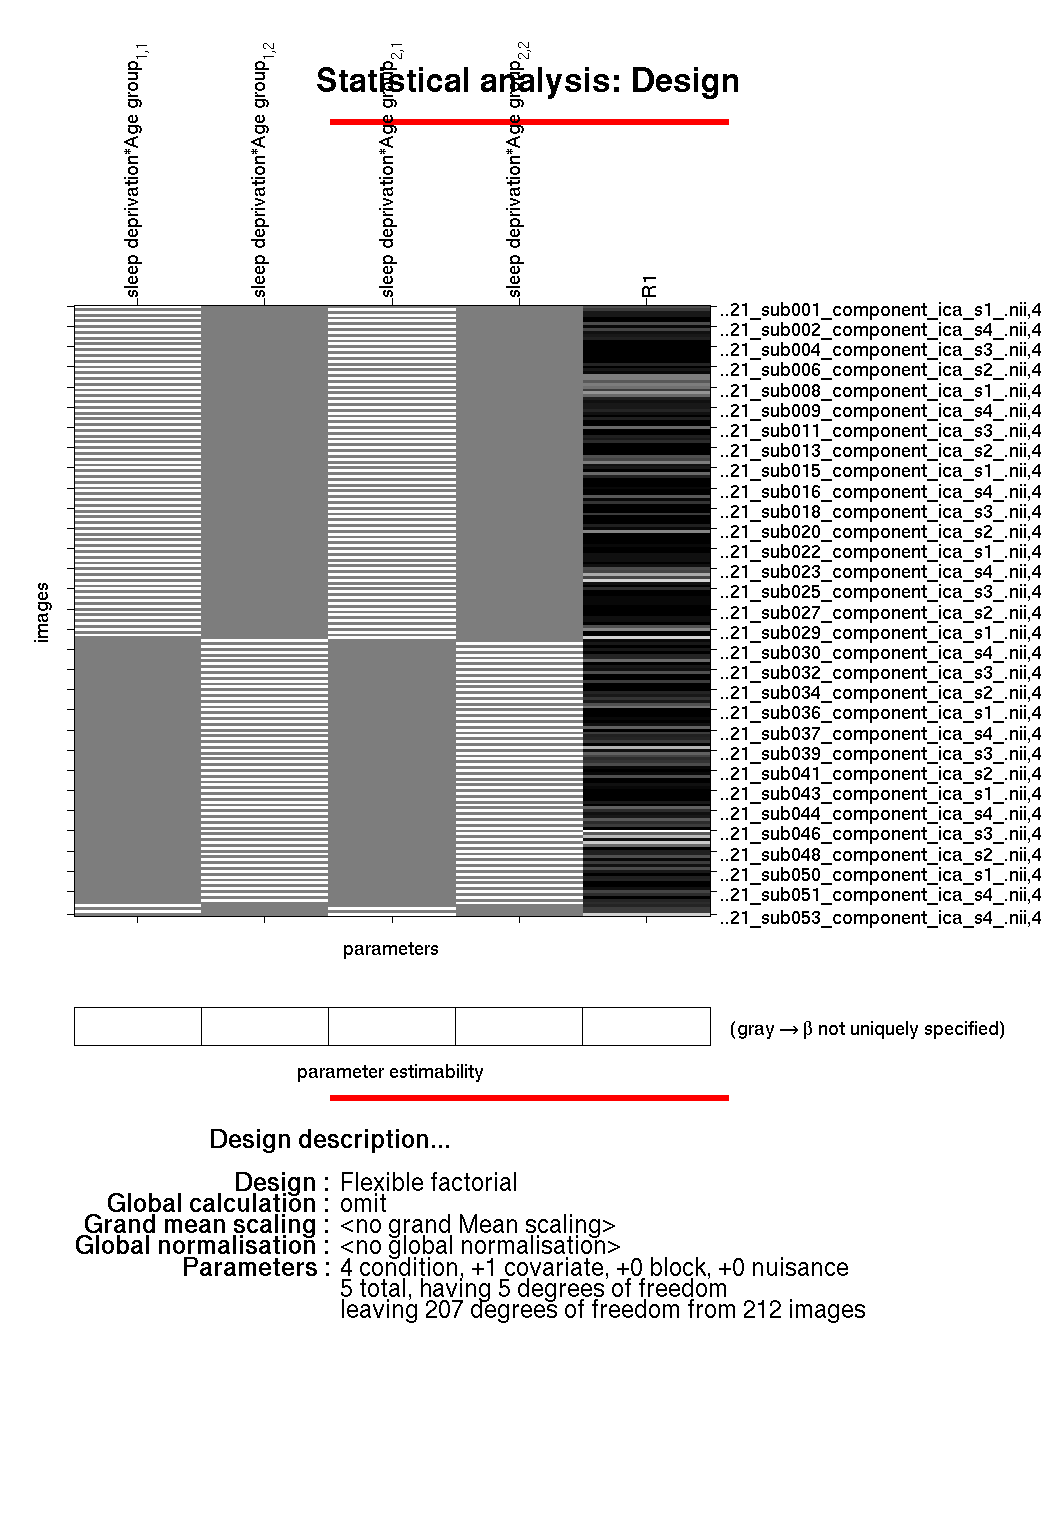 Statistical analysis: Design
sleep deprivation*Age group1,1
sleep deprivation*Age group1,2
sleep deprivation*Age group2,1
sleep deprivation*Age group2,2
R1
images
..21_sub001_component_ica_s1_.nii,4
..21_sub002_component_ica_s4_.nii,4
..21_sub004_component_ica_s3_.nii,4
..21_sub006_component_ica_s2_.nii,4
..21_sub008_component_ica_s1_.nii,4
..21_sub009_component_ica_s4_.nii,4
..21_sub011_component_ica_s3_.nii,4
..21_sub013_component_ica_s2_.nii,4
..21_sub015_component_ica_s1_.nii,4
..21_sub016_component_ica_s4_.nii,4
..21_sub018_component_ica_s3_.nii,4
..21_sub020_component_ica_s2_.nii,4
..21_sub022_component_ica_s1_.nii,4
..21_sub023_component_ica_s4_.nii,4
..21_sub025_component_ica_s3_.nii,4
..21_sub027_component_ica_s2_.nii,4
..21_sub029_component_ica_s1_.nii,4
..21_sub030_component_ica_s4_.nii,4
..21_sub032_component_ica_s3_.nii,4
..21_sub034_component_ica_s2_.nii,4
..21_sub036_component_ica_s1_.nii,4
..21_sub037_component_ica_s4_.nii,4
..21_sub039_component_ica_s3_.nii,4
..21_sub041_component_ica_s2_.nii,4
..21_sub043_component_ica_s1_.nii,4
..21_sub044_component_ica_s4_.nii,4
..21_sub046_component_ica_s3_.nii,4
..21_sub048_component_ica_s2_.nii,4
..21_sub050_component_ica_s1_.nii,4
..21_sub051_component_ica_s4_.nii,4
..21_sub053_component_ica_s4_.nii,4
parameters
(gray → β not uniquely specified)
parameter estimability
Design description...
Design : Flexible factorial
Global calculation : omit
Grand mean scaling : <no grand Mean scaling>
Global normalisation : <no global normalisation>
Parameters : 4 condition, +1 covariate, +0 block, +0 nuisance
5 total, having 5 degrees of freedom
leaving 207 degrees of freedom from 212 images